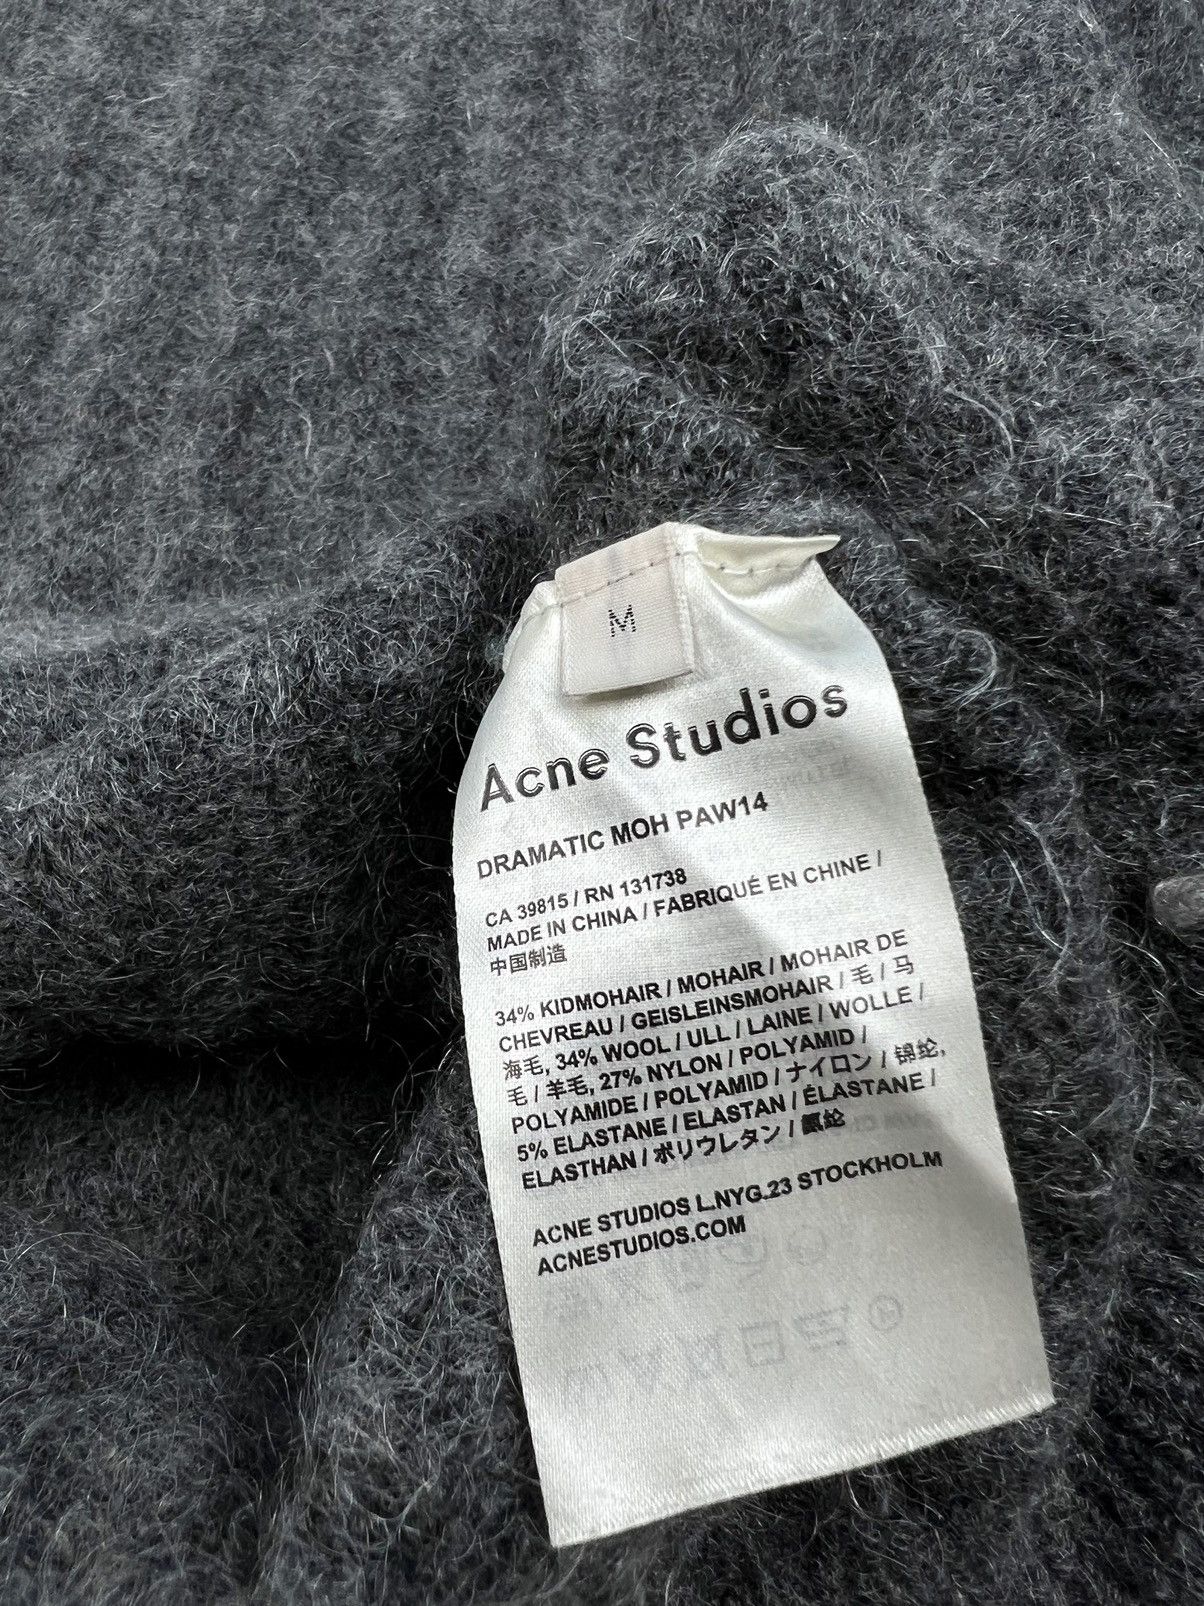 M
Acne Studios
DRAMATIC MOH PAW14
CA 39815 / RN 131738
MADE IN CHINA / FABRIQUÉ EN CHINE /
中国制造
34% KIDMOHAIR / MOHAIR / MOHAIR DE
CHEVREAU / GEISLEINSMOHAIR / 毛 / 马
海毛, 34% WOOL / ULL / LAINE / WOLLE /
毛 / 羊毛, 27% NYLON / POLYAMID /
POLYAMIDE / POLYAMID / ナイロン / 锦纶,
5% ELASTANE / ELASTAN / ÉLASTANE /
ELASTHAN / ポリウレタン / 氨纶
ACNE STUDIOS L.NYG.23 STOCKHOLM
ACNESTUDIOS.COM